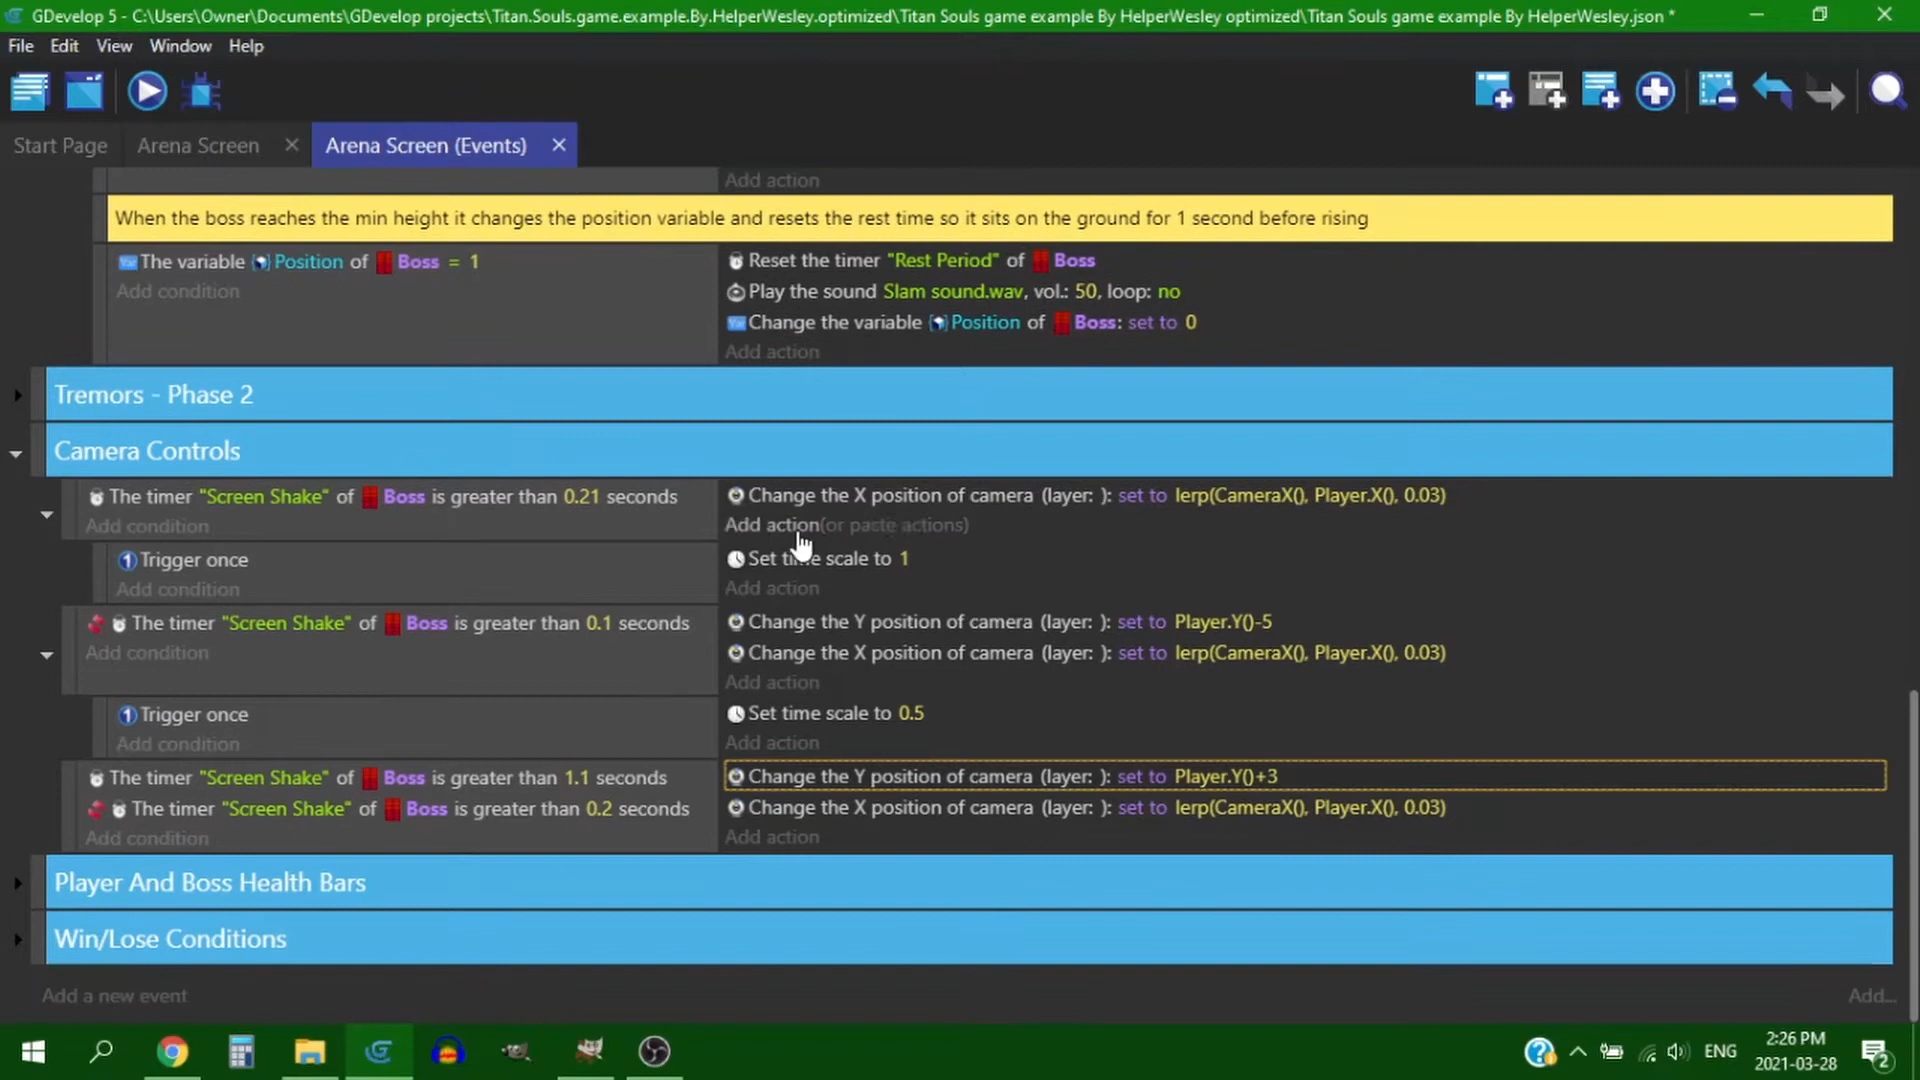 GDevelop 5 - C:\Users\Owner\Documents\GDevelop projects\Titan.Souls.game.example.By.HelperWesley.optimized\Titan Souls game example By HelperWesley optimized\Titan Souls game example By HelperWesley.json *
File Edit View Window Help
Start Page Arena Screen Arena Screen (Events)
Add action
When the boss reaches the min height it changes the position variable and resets the rest time so it sits on the ground for 1 second before rising
The variable Position of Boss = 1
Reset the timer "Rest Period" of Boss
Add condition
Play the sound Slam sound.wav, vol.: 50, loop: no
Change the variable Position of Boss: set to 0
Add action
Tremors - Phase 2
Camera Controls
The timer "Screen Shake" of Boss is greater than 0.21 seconds
Change the X position of camera (layer: ): set to lerp(CameraX(), Player.X(), 0.03)
Add condition
Add action(or paste actions)
Trigger once
Set time scale to 1
Add condition
Add action
The timer "Screen Shake" of Boss is greater than 0.1 seconds
Change the Y position of camera (layer: ): set to Player.Y()-5
Add condition
Change the X position of camera (layer: ): set to lerp(CameraX(), Player.X(), 0.03)
Add action
Trigger once
Set time scale to 0.5
Add condition
Add action
The timer "Screen Shake" of Boss is greater than 1.1 seconds
Change the Y position of camera (layer: ): set to Player.Y()+3
The timer "Screen Shake" of Boss is greater than 0.2 seconds
Change the X position of camera (layer: ): set to lerp(CameraX(), Player.X(), 0.03)
Add condition
Add action
Player And Boss Health Bars
Win/Lose Conditions
Add a new event
Add...
ENG
2:26 PM
2021-03-28
2